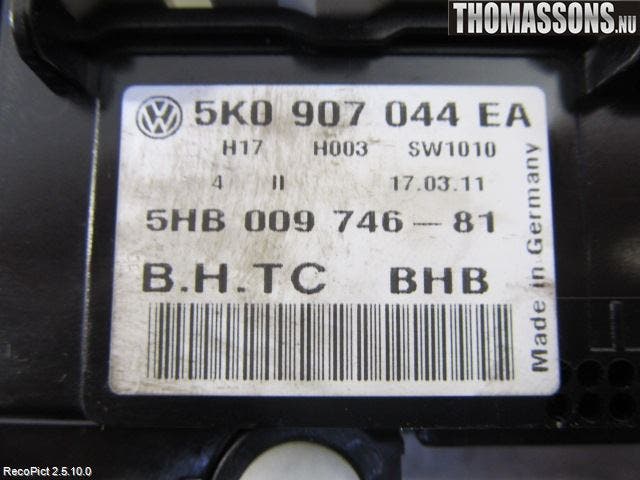 THOMASSONS.NU
VW 5K0 907 044 EA
H17 H003 SW1010
4 II 17.03.11
5HB 009 746-81
B.H.TC BHB
Made in Germany
RecoPict 2.5.10.0